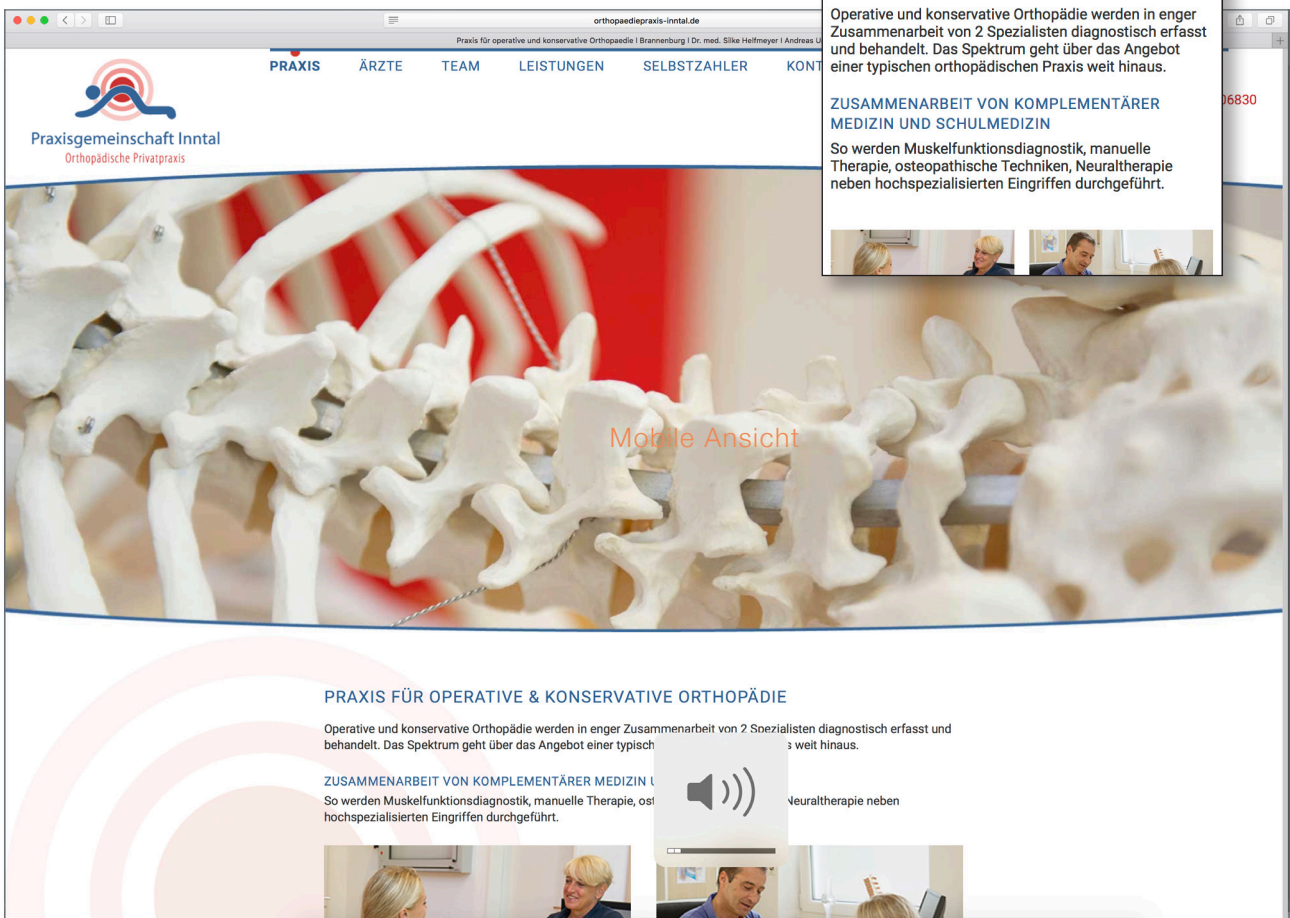 orthopaediepraxis-inntal.de
Praxis für operative und konservative Orthopaedie I Brannenburg I Dr. med. Silke Helfmeyer I Andreas
PRAXIS ÄRZTE TEAM LEISTUNGEN SELBSTZAHLER KONT
06830
Praxisgemeinschaft Inntal
Orthopädische Privatpraxis
Operative und konservative Orthopädie werden in enger
Zusammenarbeit von 2 Spezialisten diagnostisch erfasst
und behandelt. Das Spektrum geht über das Angebot
einer typischen orthopädischen Praxis weit hinaus.
ZUSAMMENARBEIT VON KOMPLEMENTÄRER
MEDIZIN UND SCHULMEDIZIN
So werden Muskelfunktionsdiagnostik, manuelle
Therapie, osteopathische Techniken, Neuraltherapie
neben hochspezialisierten Eingriffen durchgeführt.
Mobile Ansicht
PRAXIS FÜR OPERATIVE & KONSERVATIVE ORTHOPÄDIE
Operative und konservative Orthopädie werden in enger Zusammenarbeit von 2 Spezialisten diagnostisch erfasst und
behandelt. Das Spektrum geht über das Angebot einer typisch s weit hinaus.
ZUSAMMENARBEIT VON KOMPLEMENTÄRER MEDIZIN
So werden Muskelfunktionsdiagnostik, manuelle Therapie, ost Neuraltherapie neben
hochspezialisierten Eingriffen durchgeführt.